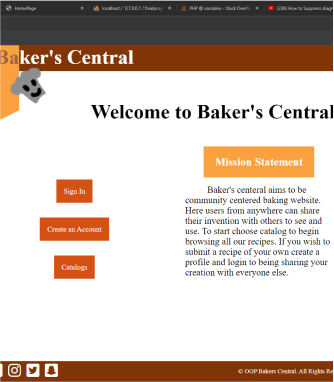 HomePage
localhost / 127.0.0.1 / finalproj
PHP @ variables - Stack Overfl
(236) How to Suppress diagn
Baker's Central
Welcome to Baker's Central
Mission Statement
Sign In
Create an Account
Catalogs
Baker's centeral aims to be
community centered baking website.
Here users from anywhere can share
their invention with others to see and
use. To start choose catalog to begin
browsing all our recipes. If you wish to
submit a recipe of your own create a
profile and login to being sharing your
creation with everyone else.
© OOP Bakers Central. All Rights Re